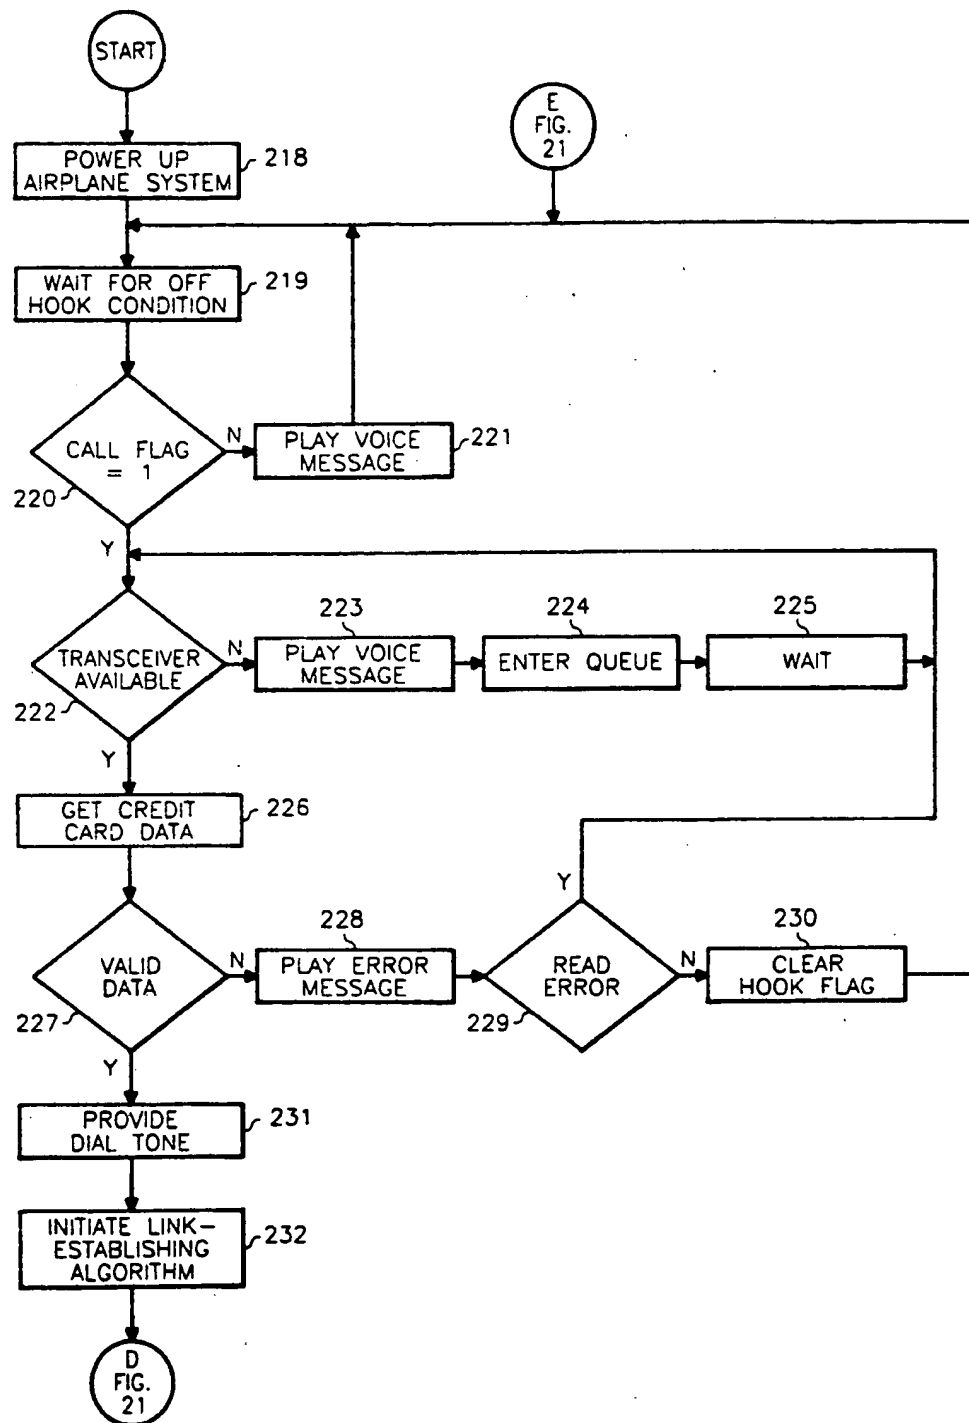 START
E
FIG.
21
POWER UP
AIRPLANE SYSTEM
218
WAIT FOR OFF
HOOK CONDITION
219
CALL FLAG
= 1
220
N
Y
PLAY VOICE
MESSAGE
221
TRANSCEIVER
AVAILABLE
222
N
Y
223
PLAY VOICE
MESSAGE
224
ENTER QUEUE
225
WAIT
GET CREDIT
CARD DATA
226
VALID
DATA
227
N
Y
228
PLAY ERROR
MESSAGE
Y
READ
ERROR
229
N
230
CLEAR
HOOK FLAG
PROVIDE
DIAL TONE
231
INITIATE LINK-
ESTABLISHING
ALGORITHM
232
D
FIG.
21